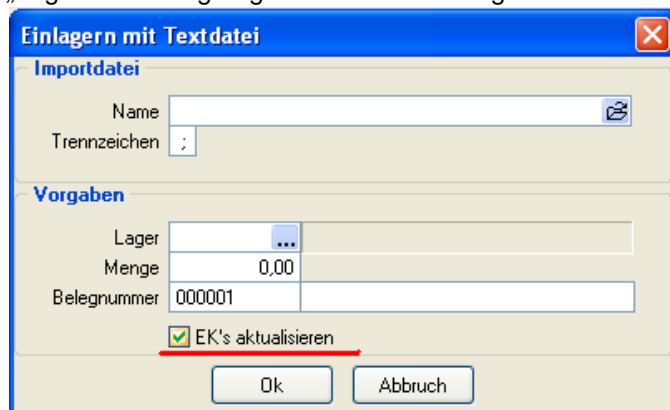 Einlagern mit Textdatei
Importdatei
Name
Trennzeichen ;
Vorgaben
Lager ...
Menge 0,00
Belegnummer 000001
EK's aktualisieren
Ok Abbruch